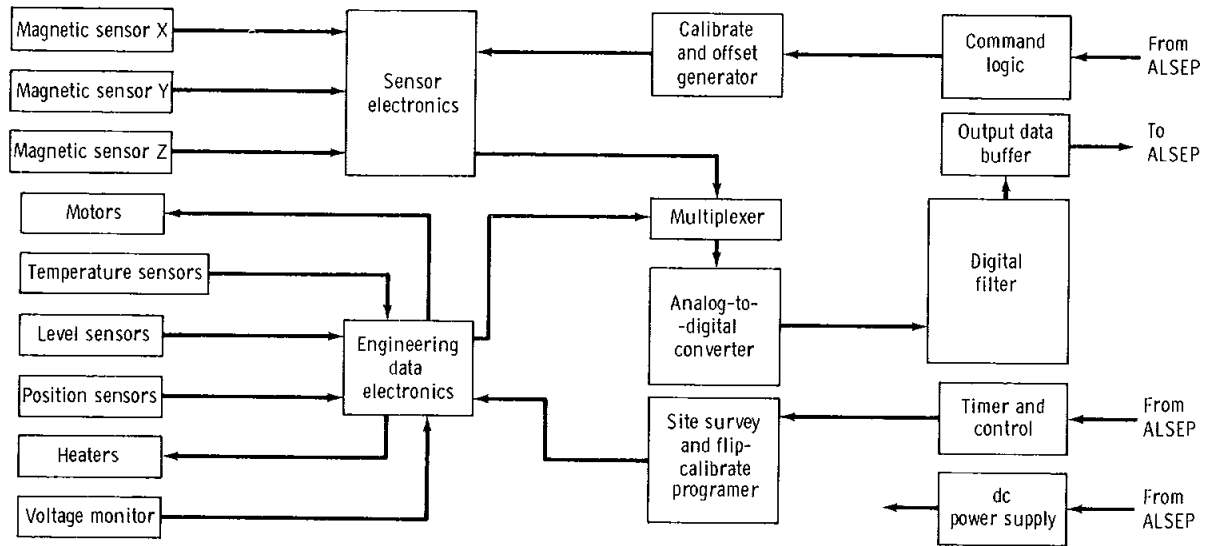 Magnetic sensor X
Magnetic sensor Y
Magnetic sensor Z
Motors
Temperature sensors
Level sensors
Position sensors
Heaters
Voltage monitor
Sensor
electronics
Engineering
data
electronics
Calibrate
and offset
generator
Multiplexer
Analog-to-
-digital
converter
Site survey
and flip-
calibrate
programer
Command
logic
From
ALSEP
Output data
buffer
To
ALSEP
Digital
filter
Timer and
control
From
ALSEP
dc
power supply
From
ALSEP